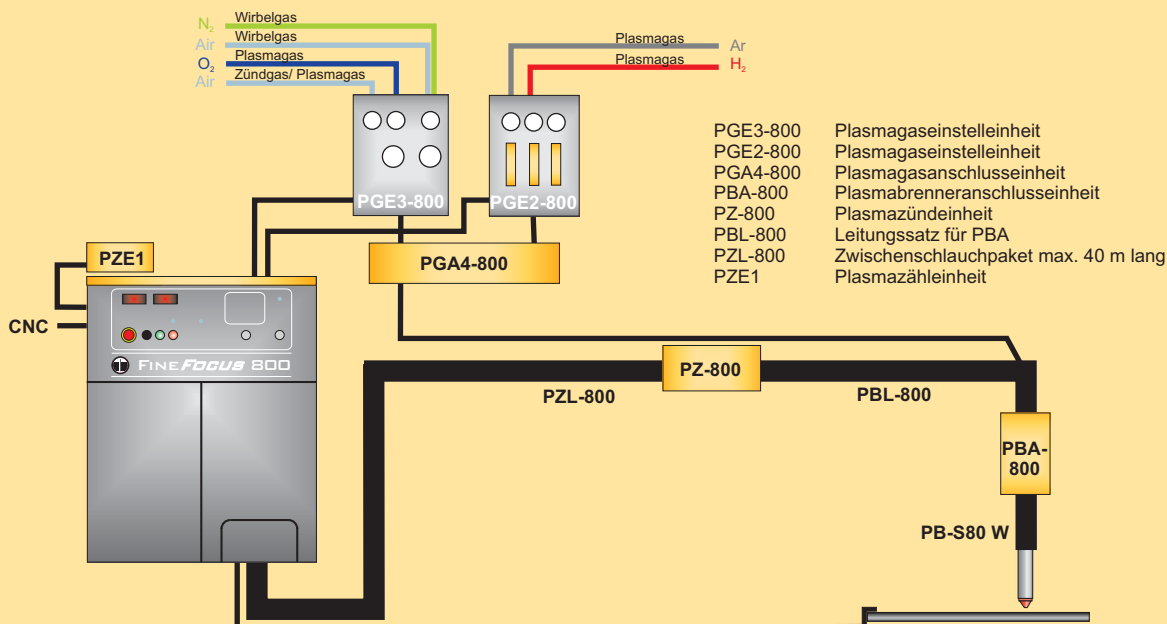 Wirbelgas
N₂
Wirbelgas
Air
Plasmagas
O₂
Zündgas/ Plasmagas
Air
Plasmagas
Ar
Plasmagas
H₂
PGE3-800 Plasmagaseinstelleinheit
PGE2-800 Plasmagaseinstelleinheit
PGA4-800 Plasmagasanschlusseinheit
PBA-800 Plasmabrenneranschlusseinheit
PZ-800 Plasmazündeinheit
PBL-800 Leitungssatz für PBA
PZL-800 Zwischenschlauchpaket max. 40 m lang
PZE1 Plasmazähleinheit
PGE3-800
PGE2-800
PZE1
PGA4-800
CNC
FINEFOCUS 800
PZ-800
PZL-800
PBL-800
PBA-
800
PB-S80 W